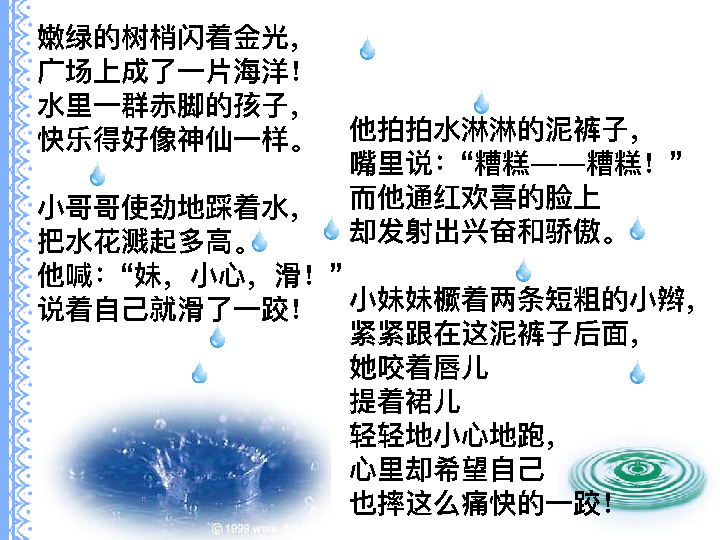 嫩绿的树梢闪着金光，
广场上成了一片海洋！
水里一群赤脚的孩子，
快乐得好像神仙一样。
小哥哥使劲地踩着水，
把水花溅起多高。
他喊：“妹，小心，滑！”
说着自己就滑了一跤！
他拍拍水淋淋的泥裤子，
嘴里说：“糟糕——糟糕！”
而他通红欢喜的脸上
却发射出兴奋和骄傲。
小妹妹橛着两条短粗的小辫，
紧紧跟在这泥裤子后面，
她咬着唇儿
提着裙儿
轻轻地小心地跑，
心里却希望自己
也摔这么痛快的一跤！
© 1999 www.